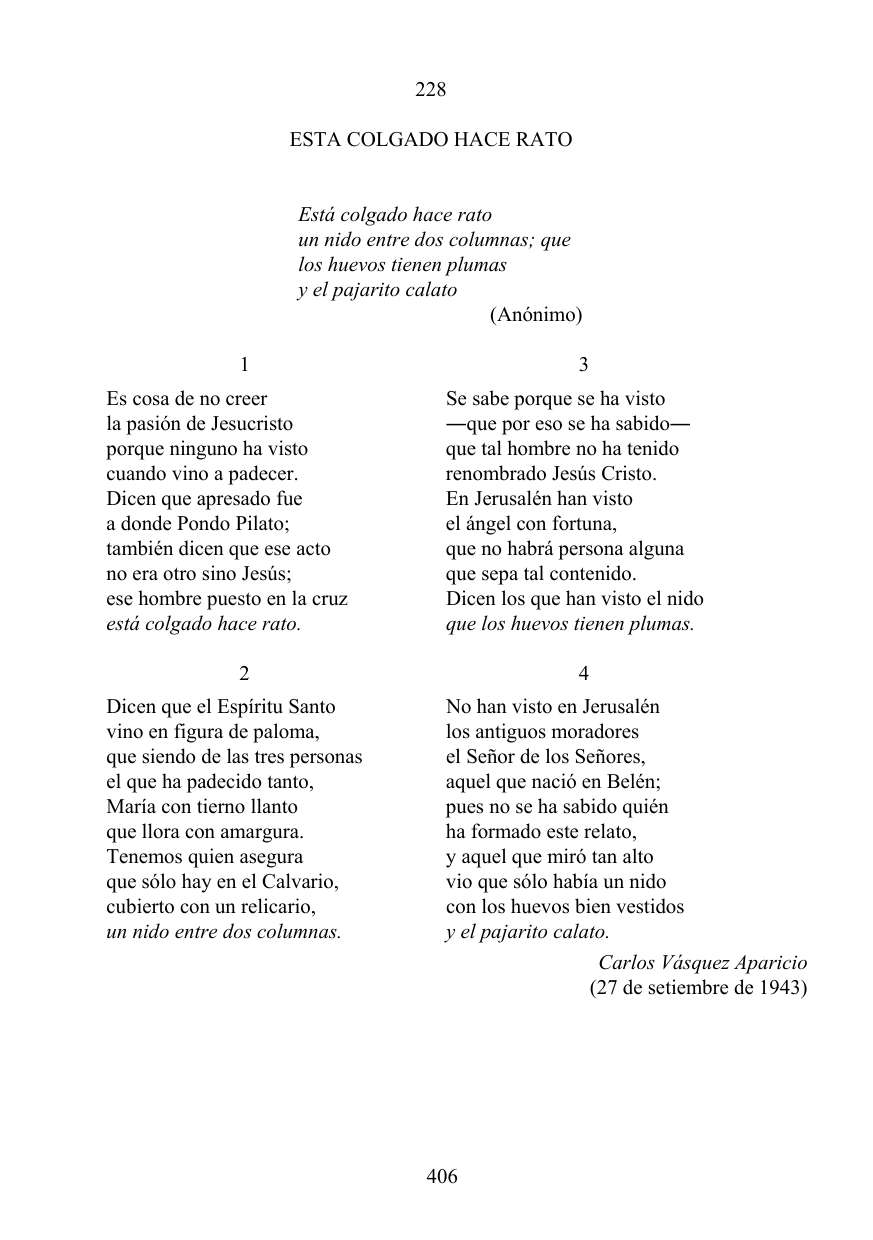 228
ESTA COLGADO HACE RATO
Está colgado hace rato
un nido entre dos columnas; que
los huevos tienen plumas
y el pajarito calato
(Anónimo)
1
Es cosa de no creer
la pasión de Jesucristo
porque ninguno ha visto
cuando vino a padecer.
Dicen que apresado fue
a donde Pondo Pilato;
también dicen que ese acto
no era otro sino Jesús;
ese hombre puesto en la cruz
está colgado hace rato.
2
Dicen que el Espíritu Santo
vino en figura de paloma,
que siendo de las tres personas
el que ha padecido tanto,
María con tierno llanto
que llora con amargura.
Tenemos quien asegura
que sólo hay en el Calvario,
cubierto con un relicario,
un nido entre dos columnas.
3
Se sabe porque se ha visto
—que por eso se ha sabido—
que tal hombre no ha tenido
renombrado Jesús Cristo.
En Jerusalén han visto
el ángel con fortuna,
que no habrá persona alguna
que sepa tal contenido.
Dicen los que han visto el nido
que los huevos tienen plumas.
4
No han visto en Jerusalén
los antiguos moradores
el Señor de los Señores,
aquel que nació en Belén;
pues no se ha sabido quién
ha formado este relato,
y aquel que miró tan alto
vio que sólo había un nido
con los huevos bien vestidos
y el pajarito calato.
Carlos Vásquez Aparicio
(27 de setiembre de 1943)
406